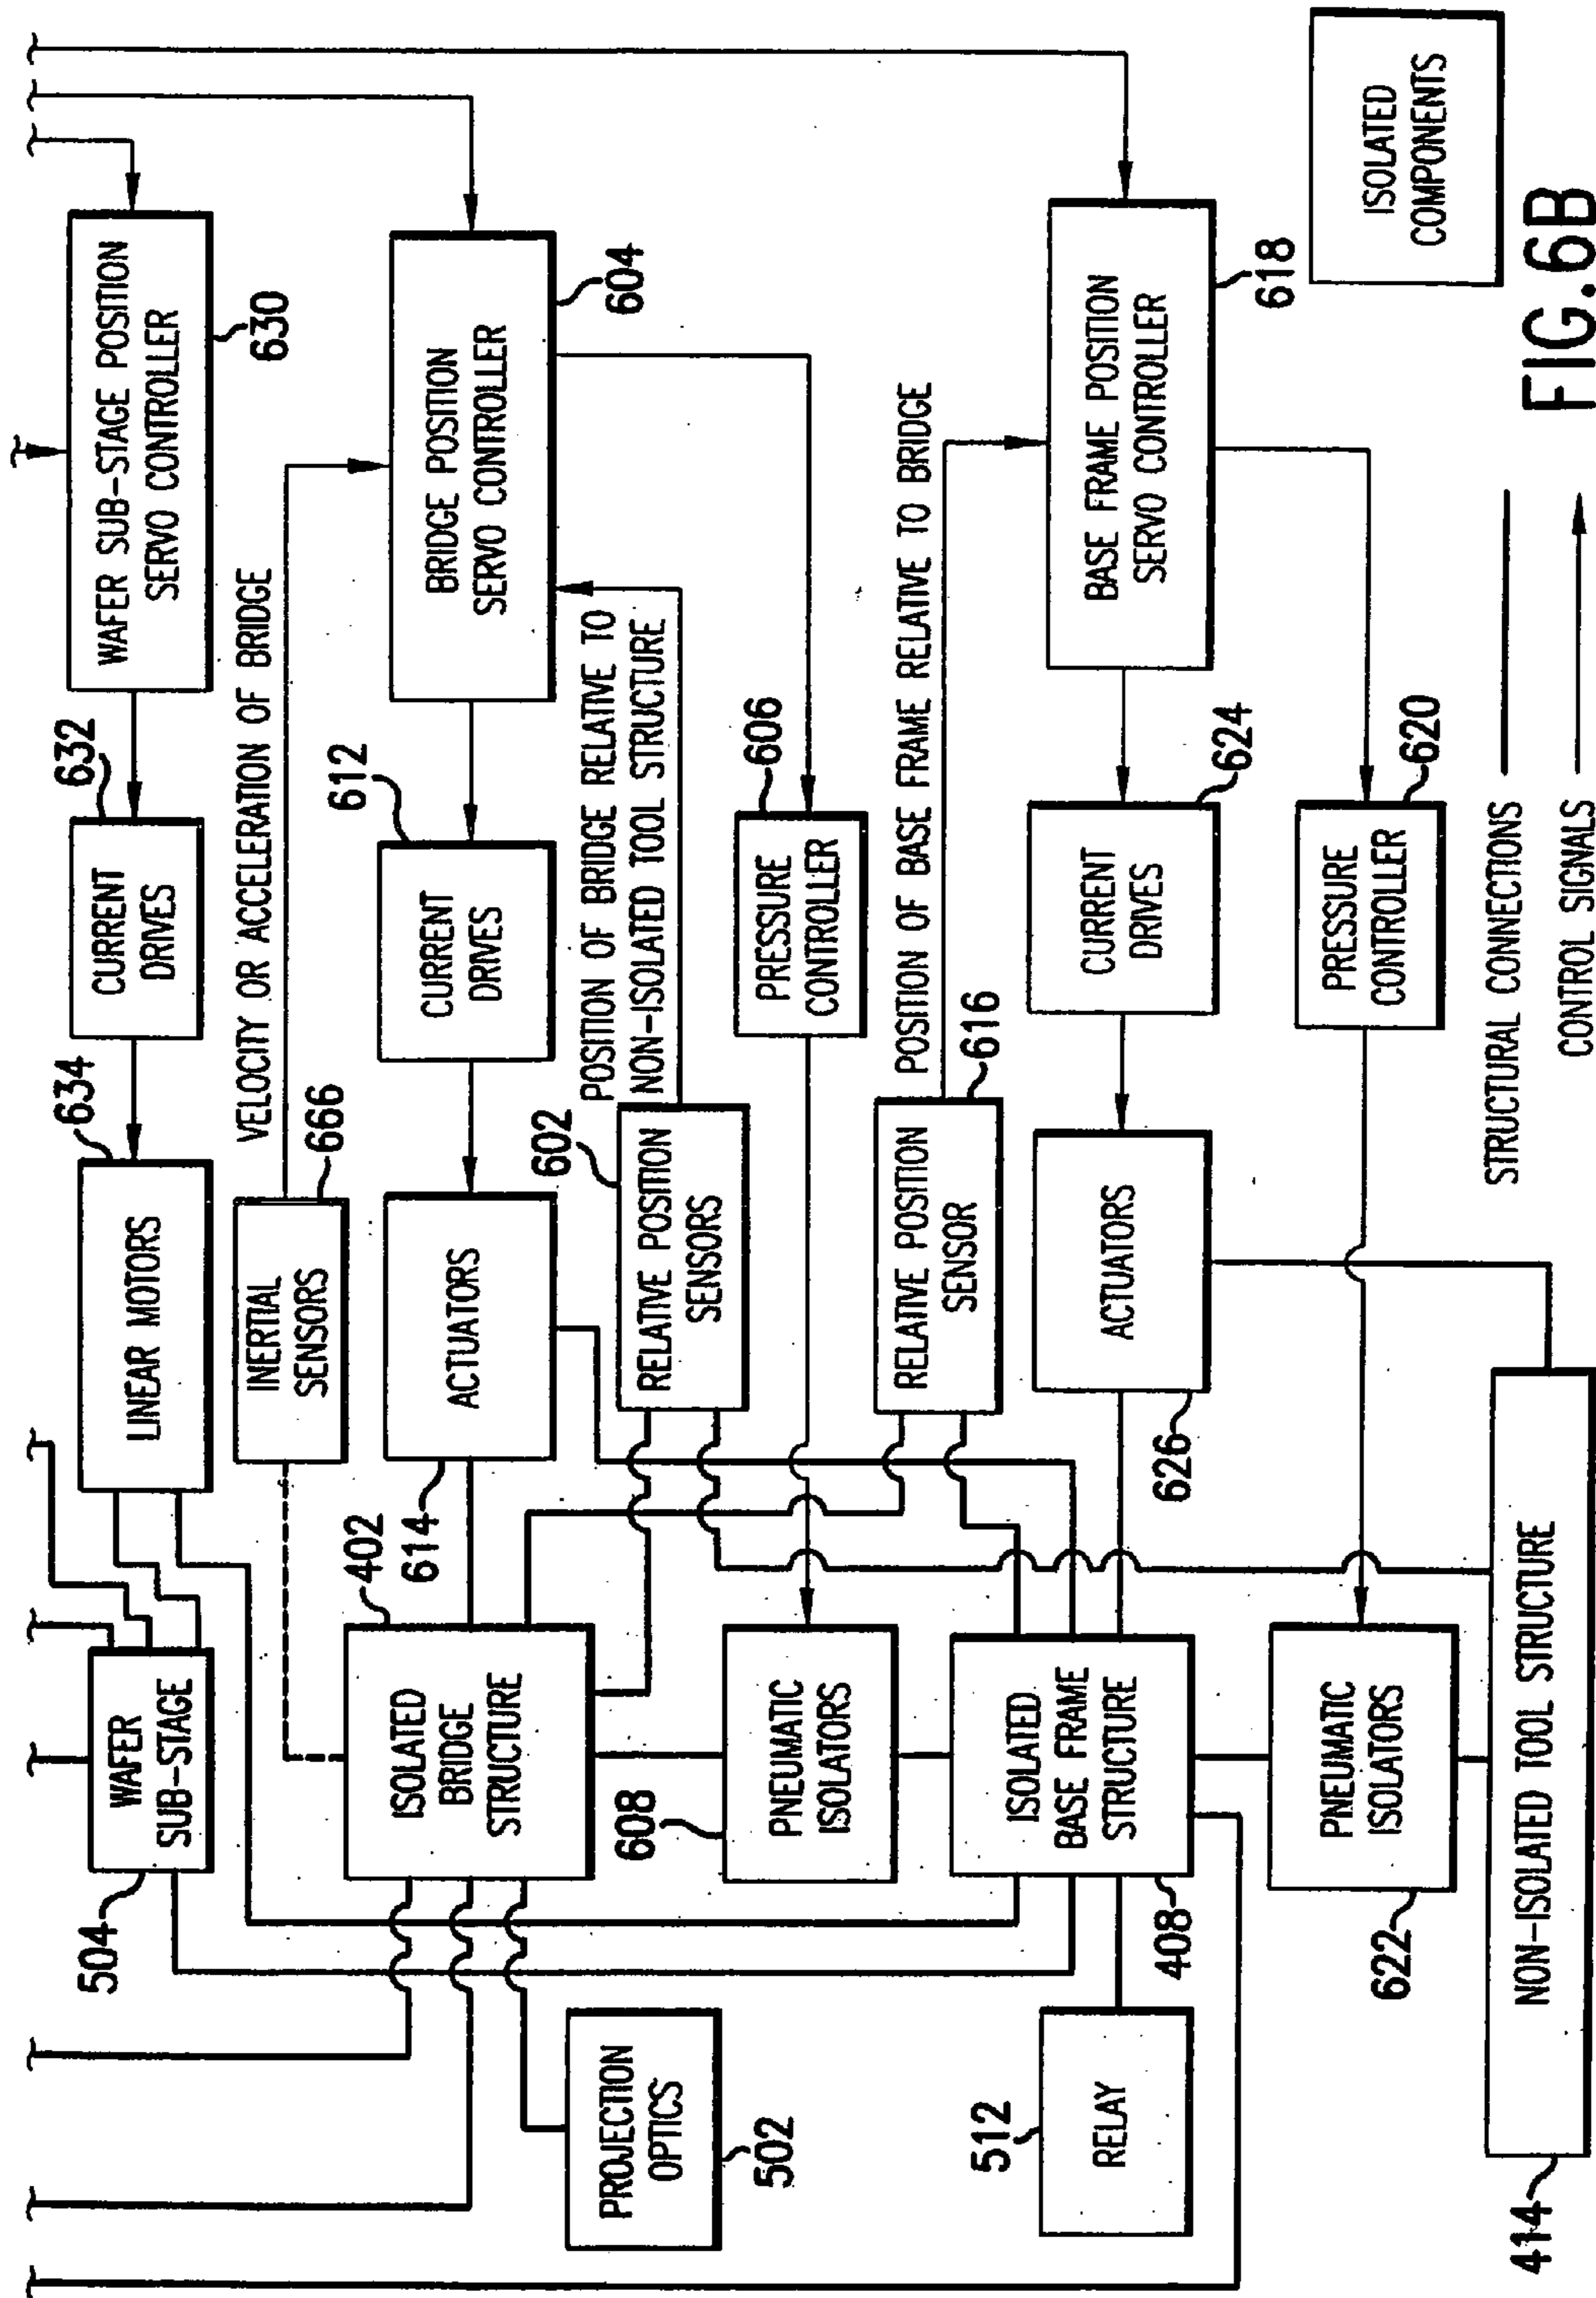 WAFER SUB-STAGE POSITION
SERVO CONTROLLER
630
632
CURRENT
DRIVES
634
LINEAR MOTORS
WAFER
SUB-STAGE
504
VELOCITY OR ACCELERATION OF BRIDGE
666
INERTIAL
SENSORS
BRIDGE POSITION
SERVO CONTROLLER
604
612
CURRENT
DRIVES
ACTUATORS
614
402
ISOLATED
BRIDGE
STRUCTURE
POSITION OF BRIDGE RELATIVE TO
NON-ISOLATED TOOL STRUCTURE
602
RELATIVE POSITION
SENSORS
PROJECTION
OPTICS
502
606
PRESSURE
CONTROLLER
608
PNEUMATIC
ISOLATORS
POSITION OF BASE FRAME RELATIVE TO BRIDGE
616
RELATIVE POSITION
SENSOR
BASE FRAME POSITION
SERVO CONTROLLER
618
624
CURRENT
DRIVES
ACTUATORS
626
ISOLATED
BASE FRAME
STRUCTURE
408
512
RELAY
620
PRESSURE
CONTROLLER
PNEUMATIC
ISOLATORS
622
NON-ISOLATED TOOL STRUCTURE
414
ISOLATED
COMPONENTS
STRUCTURAL CONNECTIONS
CONTROL SIGNALS
FIG.6B